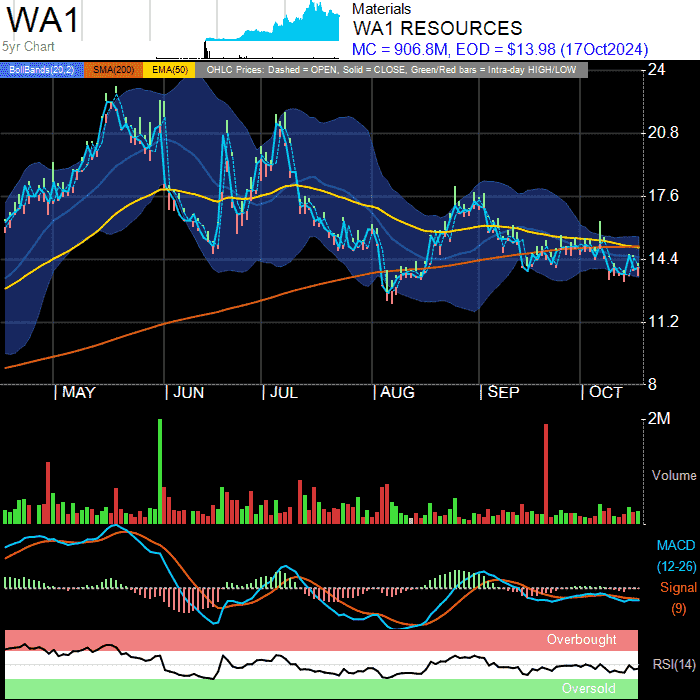 WA1
5yr Chart
Materials
WA1 RESOURCES
MC = 906.8M, EOD = $13.98 (17Oct2024)
BollBands(20,2) SMA(200) EMA(50) OHLC Prices: Dashed = OPEN, Solid = CLOSE, Green/Red bars = Intra-day HIGH/LOW
24
20.8
17.6
14.4
11.2
8
MAY JUN JUL AUG SEP OCT
2M
Volume
MACD
(12-26)
Signal
(9)
Overbought
RSI(14)
Oversold